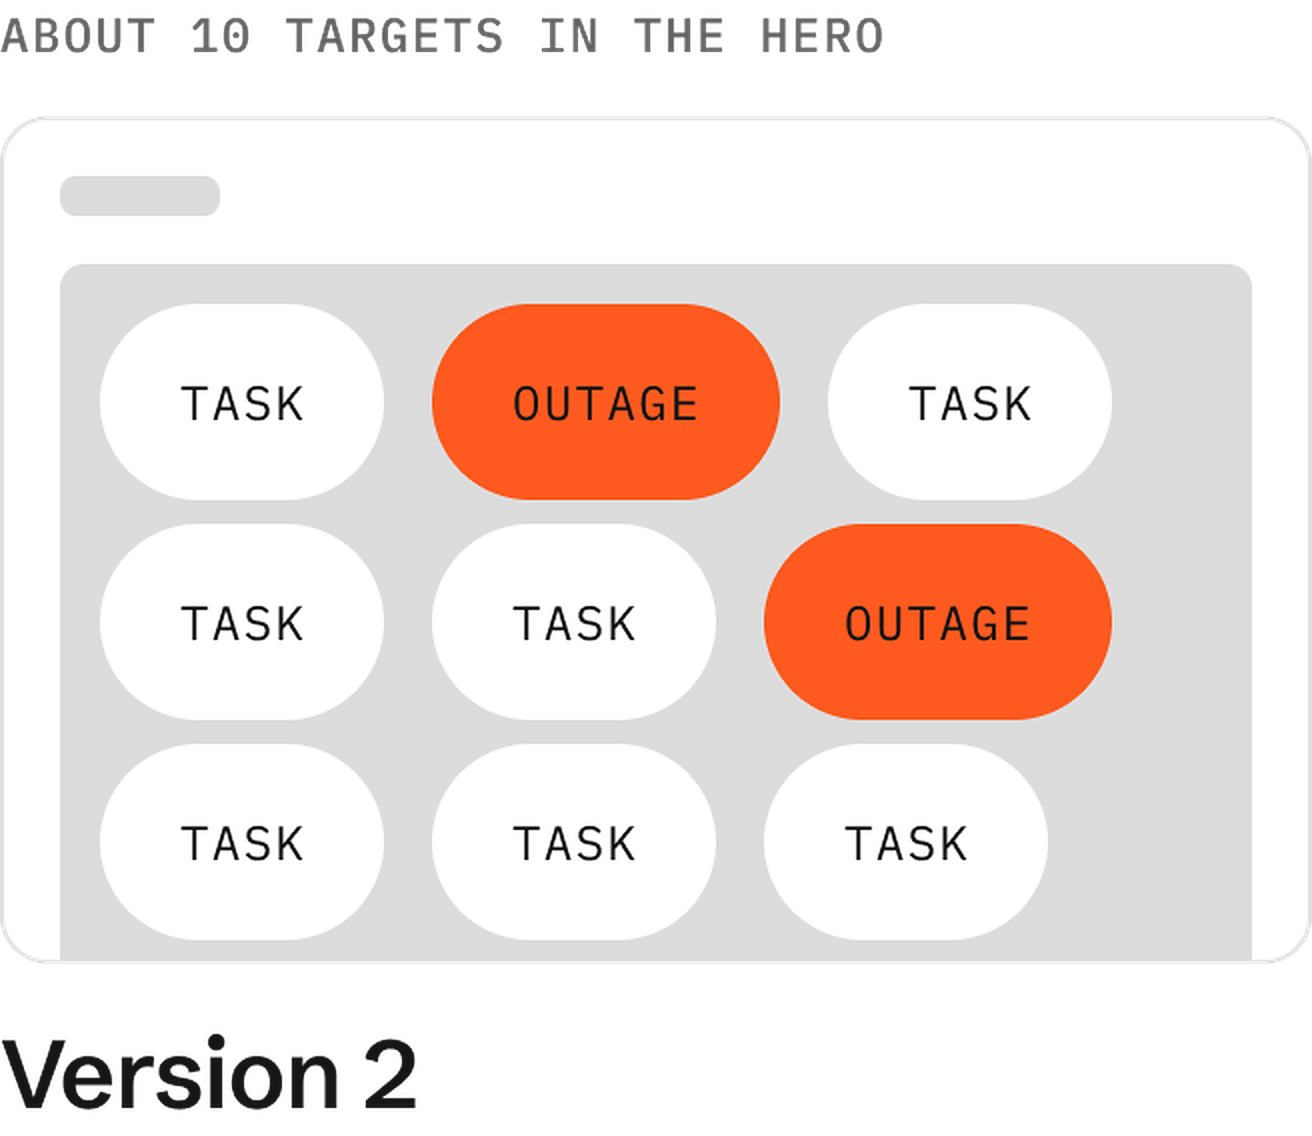 ABOUT 10 TARGETS IN THE HERO
TASK OUTAGE TASK
TASK TASK OUTAGE
TASK TASK TASK
Version 2